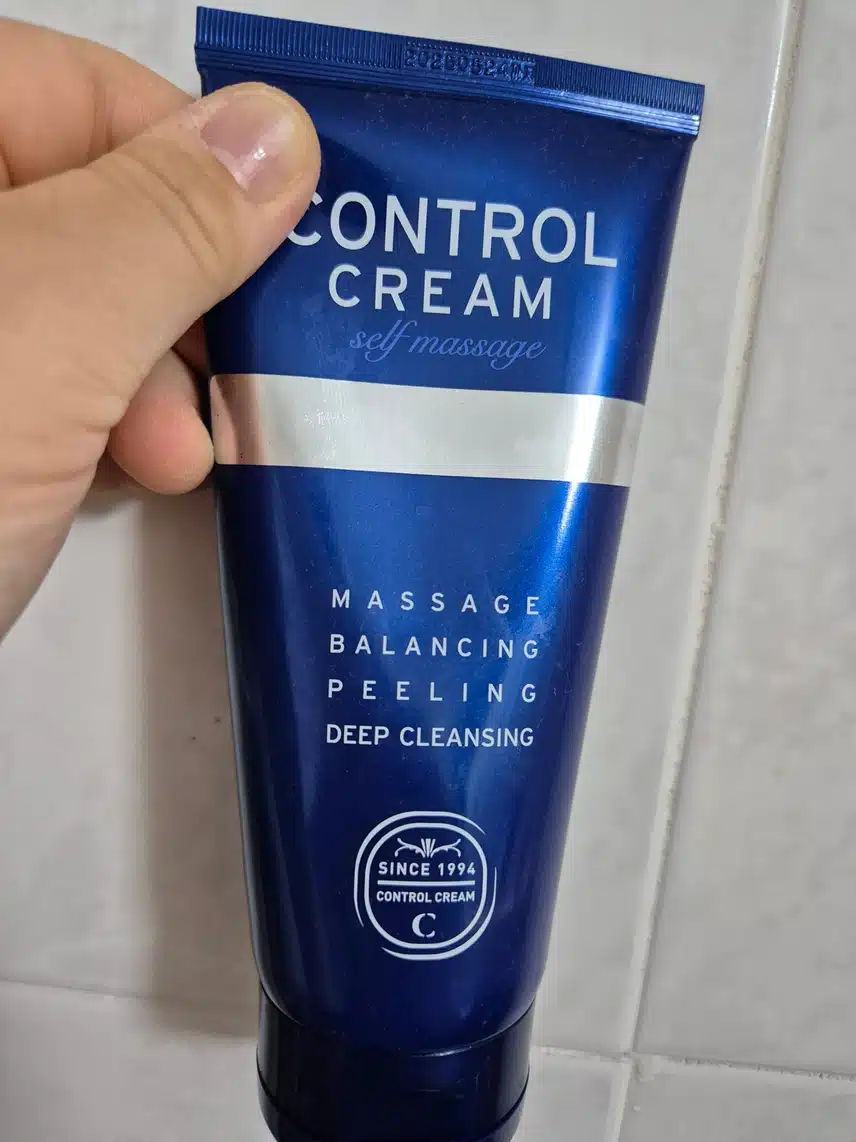 CONTROL
CREAM
self massage
MASSAGE
BALANCING
PEELING
DEEP CLEANSING
SINCE 1994
CONTROL CREAM
C